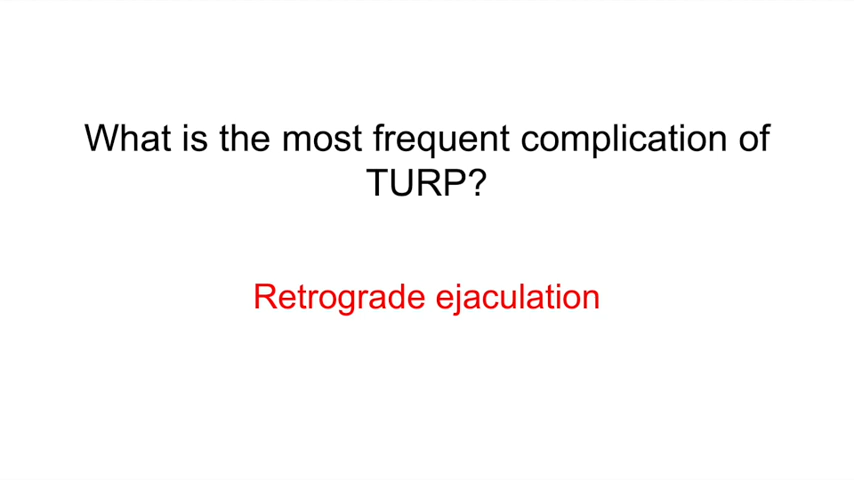 What is the most frequent complication of
TURP?
Retrograde ejaculation